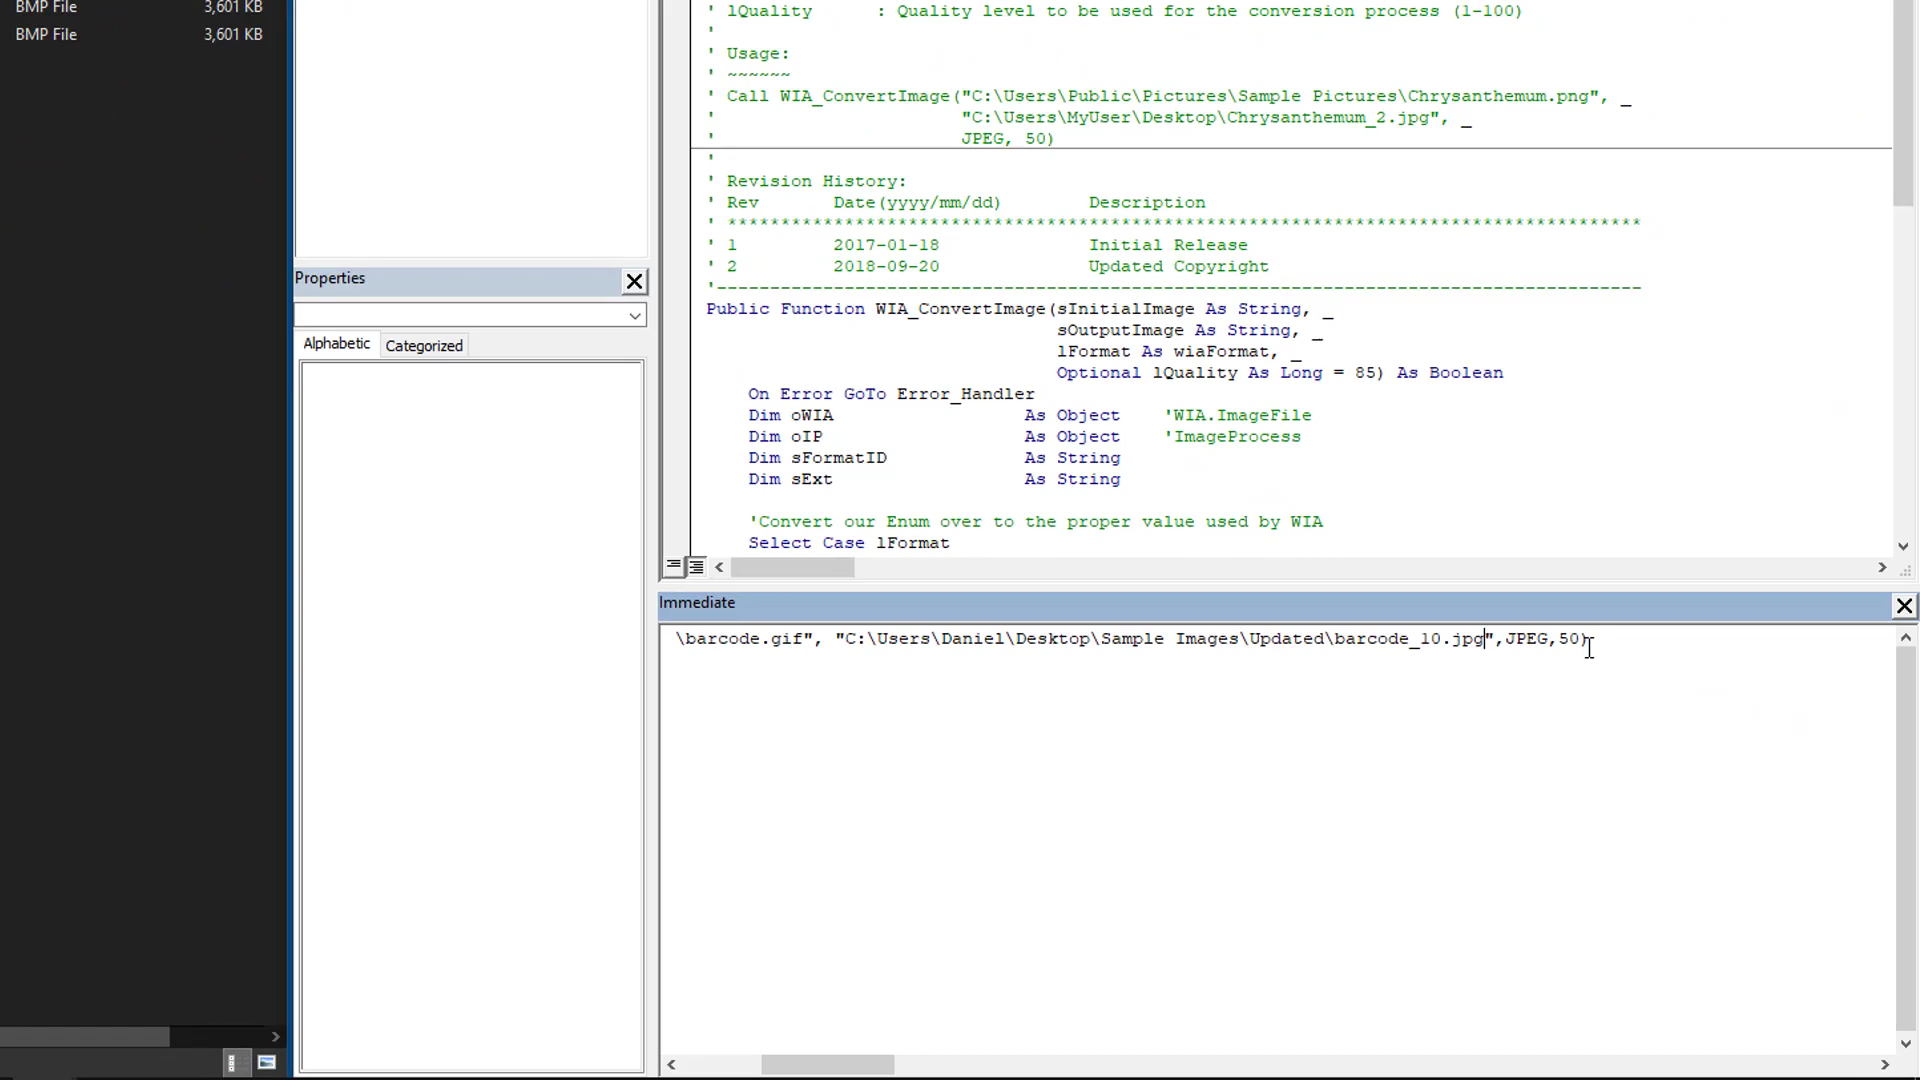 BMP File 3,601 KB
BMP File 3,601 KB
Properties
Alphabetic Categorized
' lQuality : Quality level to be used for the conversion process (1-100)
'
' Usage:
' ~~~~~~
' Call WIA_ConvertImage("C:\Users\Public\Pictures\Sample Pictures\Chrysanthemum.png", _
' "C:\Users\MyUser\Desktop\Chrysanthemum_2.jpg", _
' JPEG, 50)
'
' Revision History:
' Rev Date(yyyy/mm/dd) Description
' **************************************************************************************
' 1 2017-01-18 Initial Release
' 2 2018-09-20 Updated Copyright
'---------------------------------------------------------------------------------------
Public Function WIA_ConvertImage(sInitialImage As String, _
sOutputImage As String, _
lFormat As wiaFormat, _
Optional lQuality As Long = 85) As Boolean
On Error GoTo Error_Handler
Dim oWIA As Object 'WIA.ImageFile
Dim oIP As Object 'ImageProcess
Dim sFormatID As String
Dim sExt As String
'Convert our Enum over to the proper value used by WIA
Select Case lFormat
Immediate
\barcode.gif", "C:\Users\Daniel\Desktop\Sample Images\Updated\barcode_10.jpg",JPEG,50)